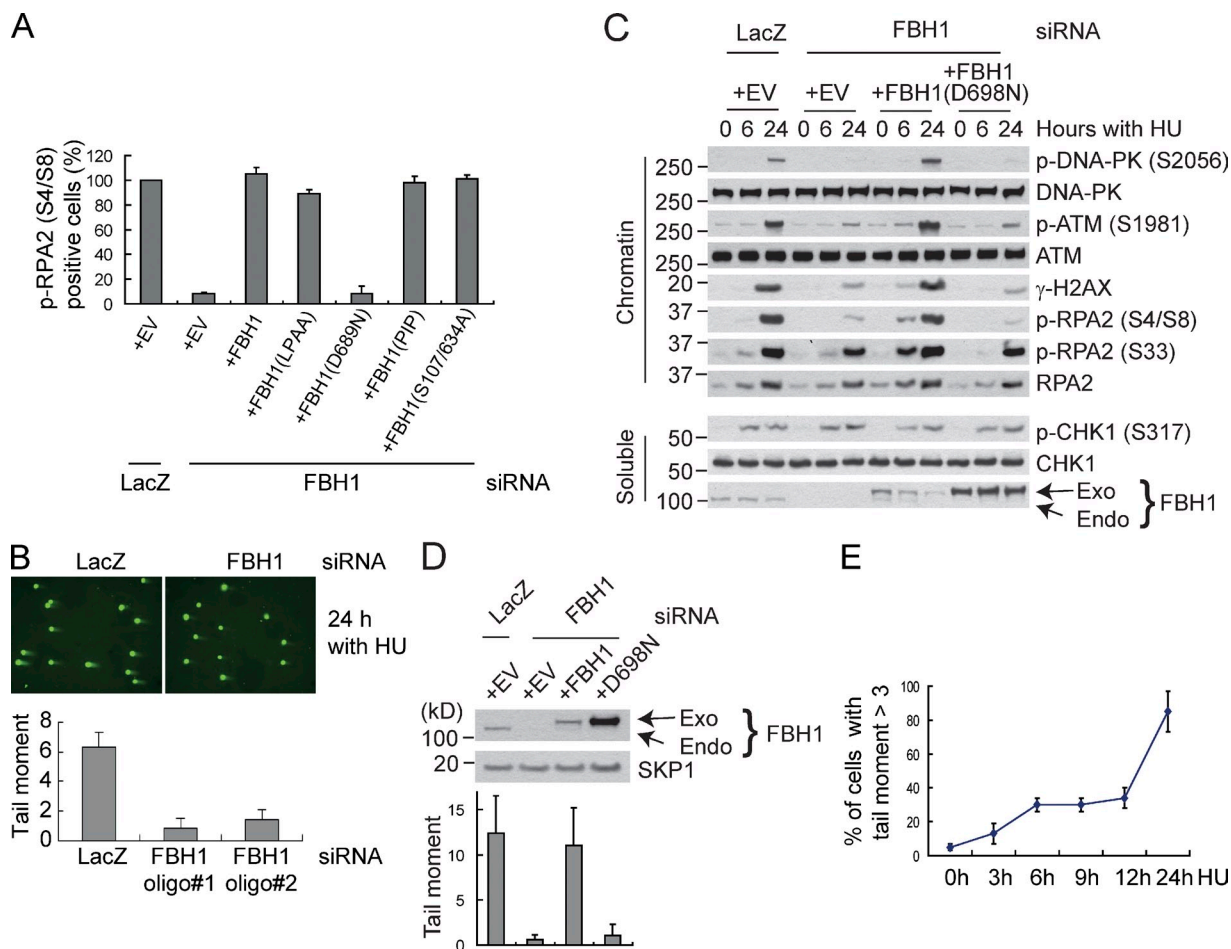 A
p-RPA2 (S4/S8)
positive cells (%)
120
100
80
60
40
20
0
+EV
+EV
+FBH1
+FBH1(LPAA)
+FBH1(D689N)
+FBH1(PIP)
+FBH1(S107/634A)
LacZ FBH1 siRNA
B
LacZ FBH1 siRNA
24 h
with HU
Tail moment
8
6
4
2
0
LacZ FBH1 FBH1 siRNA
oligo#1 oligo#2
C
LacZ FBH1 siRNA
+EV +EV +FBH1 +FBH1
(D698N)
0 6 24 0 6 24 0 6 24 0 6 24 Hours with HU
Chromatin
250 p-DNA-PK (S2056)
250 DNA-PK
250 p-ATM (S1981)
250 ATM
20 γ-H2AX
37 p-RPA2 (S4/S8)
37 p-RPA2 (S33)
37 RPA2
Soluble
50 p-CHK1 (S317)
50 CHK1
100 Exo
Endo
} FBH1
D
LacZ FBH1 siRNA
+EV +EV +FBH1 +D698N
(kD)
100 Exo
Endo
} FBH1
20 SKP1
Tail moment
15
10
5
0
E
% of cells with
tail moment > 3
100
80
60
40
20
0
0h 3h 6h 9h 12h 24h HU